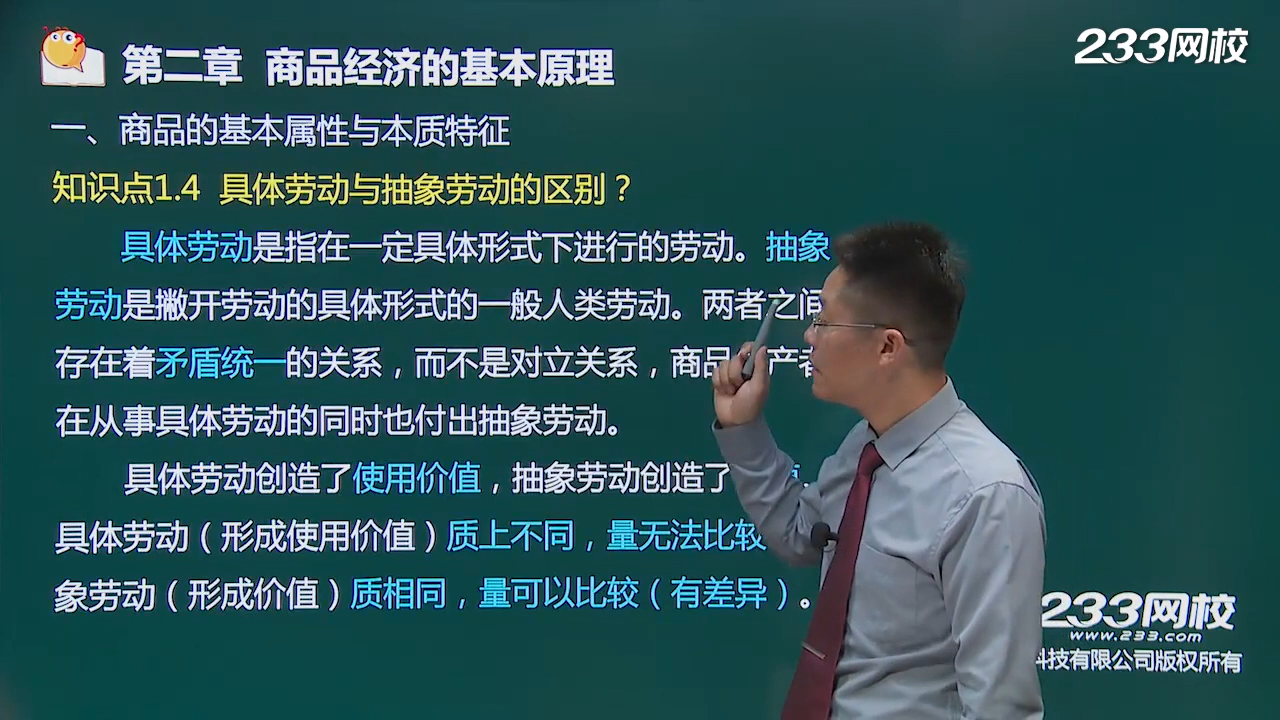 233网校
第二章 商品经济的基本原理
一、商品的基本属性与本质特征
知识点1.4 具体劳动与抽象劳动的区别？
具体劳动是指在一定具体形式下进行的劳动。抽象
劳动是撇开劳动的具体形式的一般人类劳动。两者之间
存在着矛盾统一的关系，而不是对立关系，商品 产者
在从事具体劳动的同时也付出抽象劳动。
具体劳动创造了使用价值，抽象劳动创造了
具体劳动（形成使用价值）质上不同，量无法比较
象劳动（形成价值）质相同，量可以比较（有差异）。
233网校
www.233.com
科技有限公司版权所有